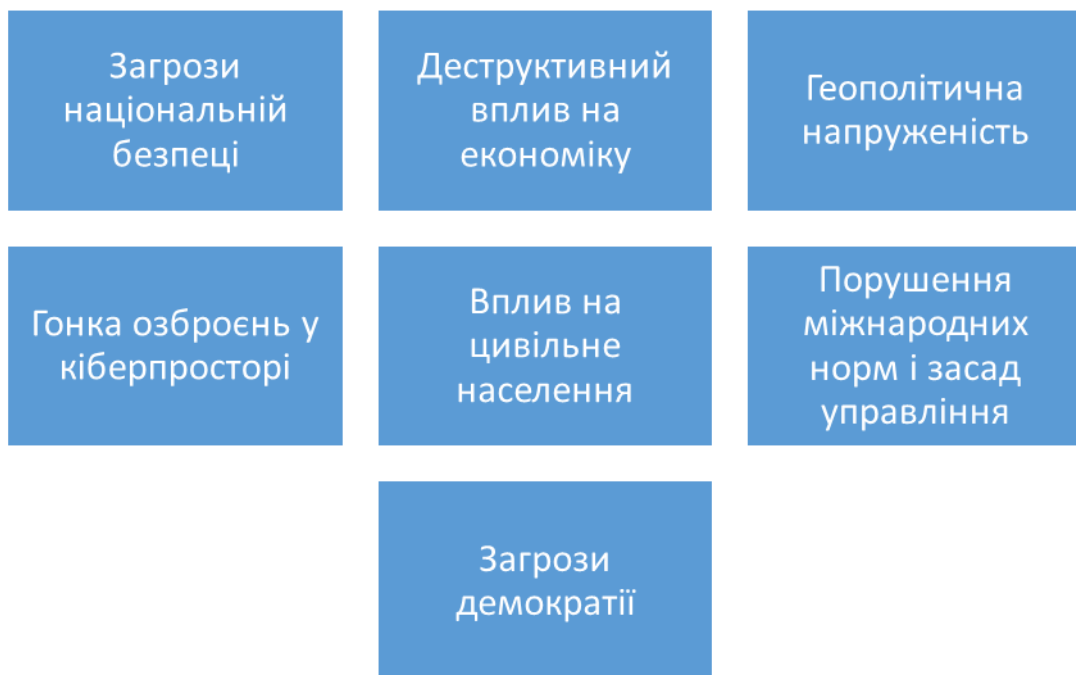 Загрози
національній
безпеці
Деструктивний
вплив на
економіку
Геополітична
напруженість
Гонка озброєнь у
кіберпросторі
Вплив на
цивільне
населення
Порушення
міжнародних
норм і засад
управління
Загрози
демократії